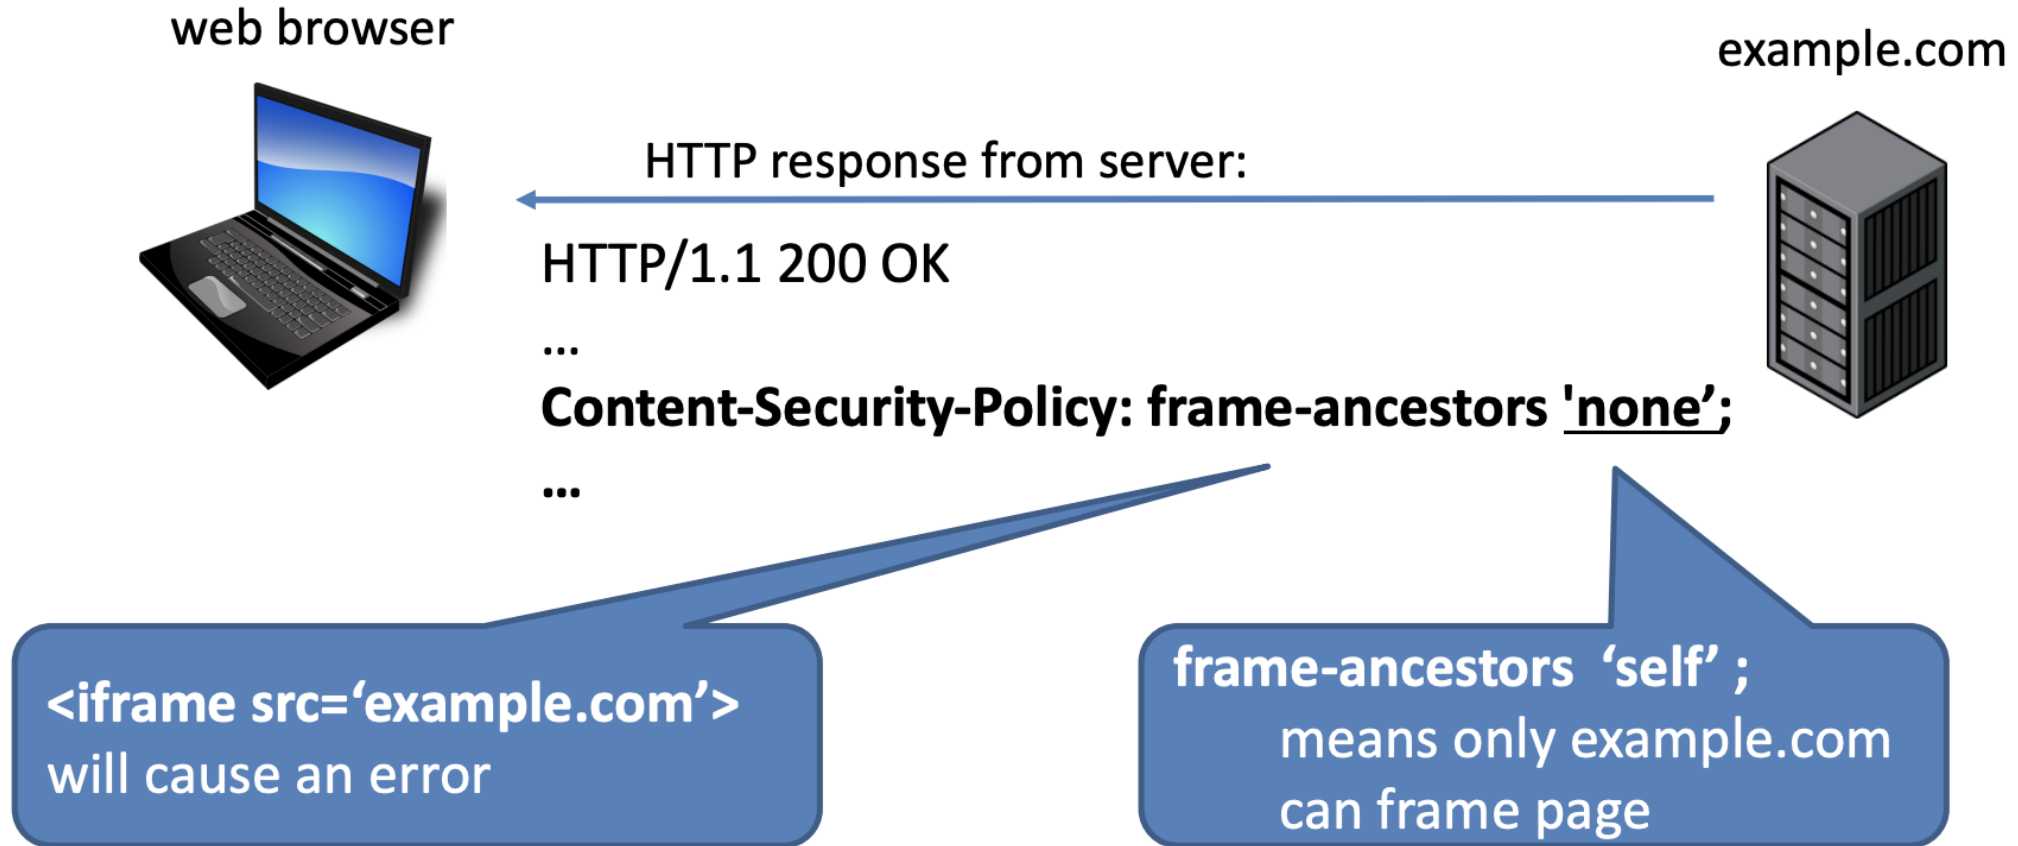 web browser
example.com
HTTP response from server:
HTTP/1.1 200 OK
...
Content-Security-Policy: frame-ancestors 'none’;
...
<iframe src=‘example.com’>
will cause an error
frame-ancestors ‘self’ ;
means only example.com
can frame page